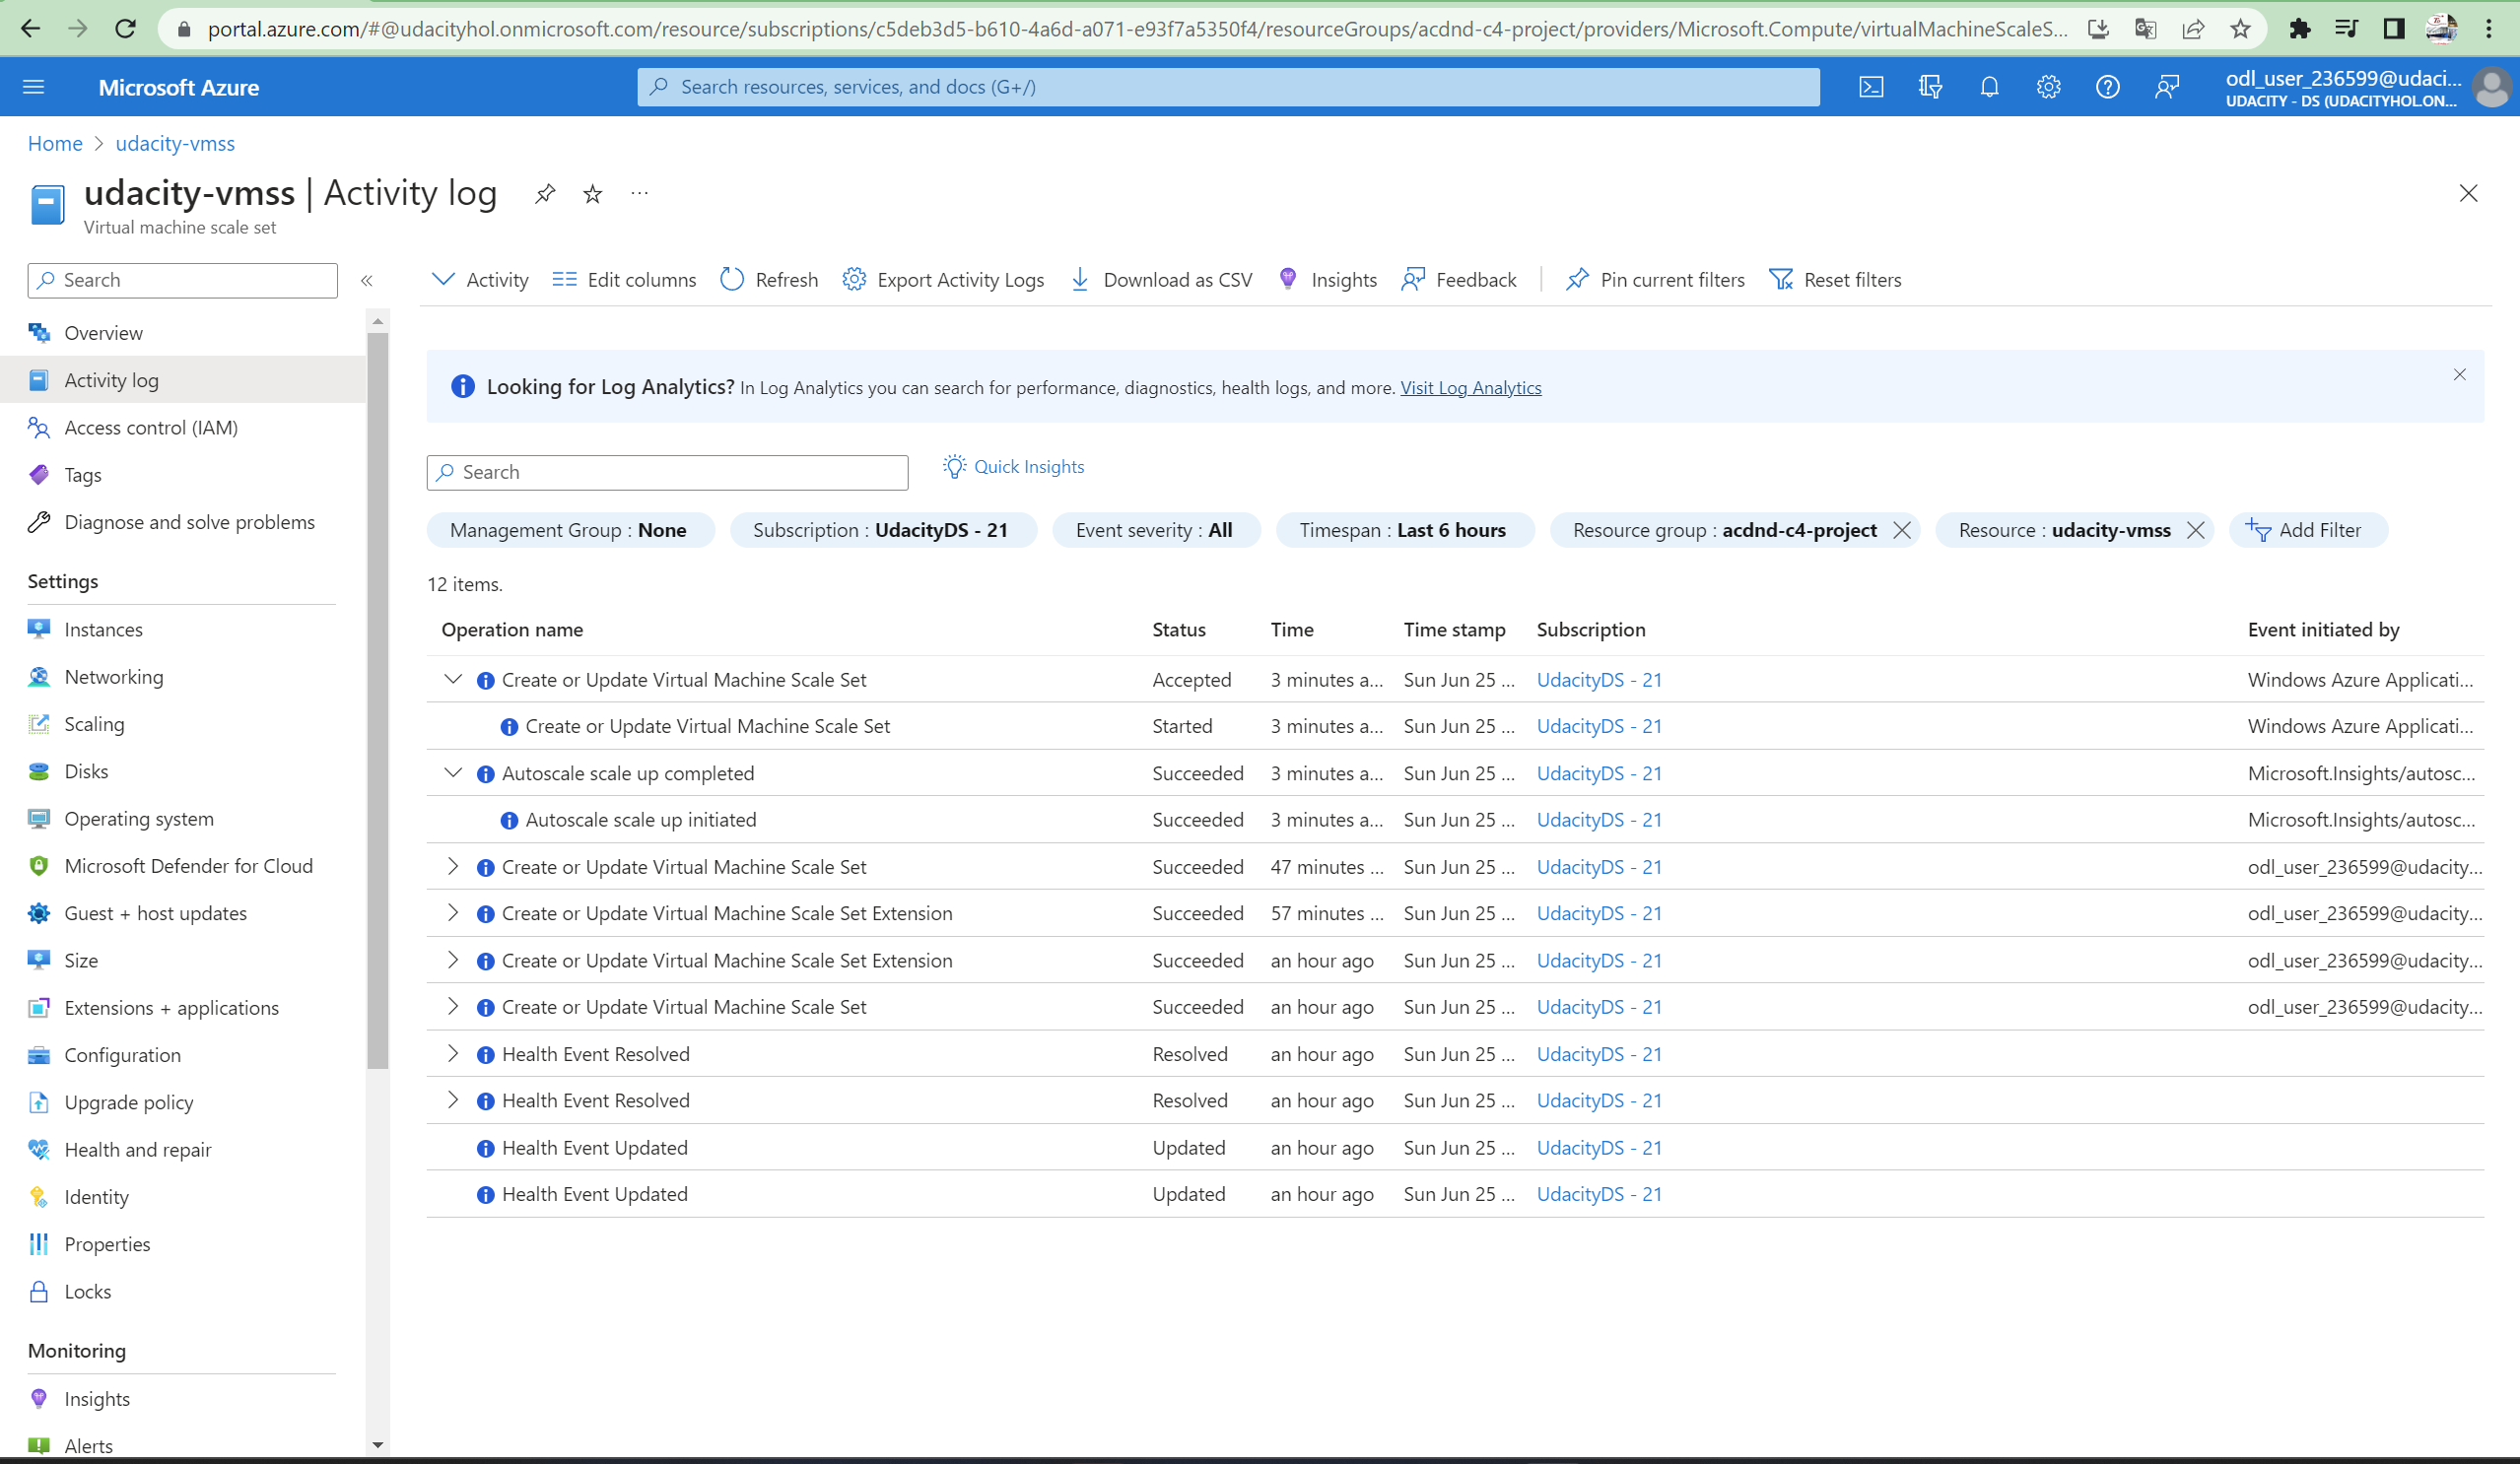 portal.azure.com/#@udacityhol.onmicrosoft.com/resource/subscriptions/c5deb3d5-b610-4a6d-a071-e93f7a5350f4/resourceGroups/acdnd-c4-project/providers/Microsoft.Compute/virtualMachineScaleS...
Microsoft Azure
Search resources, services, and docs (G+/)
odl_user_236599@udaci...
UDACITY - DS (UDACITYHOL.ON...
Home > udacity-vmss
udacity-vmss | Activity log ...
Virtual machine scale set
Search «
Activity Edit columns Refresh Export Activity Logs Download as CSV Insights Feedback Pin current filters Reset filters
Overview
Activity log
Access control (IAM)
Tags
Diagnose and solve problems
Settings
Instances
Networking
Scaling
Disks
Operating system
Microsoft Defender for Cloud
Guest + host updates
Size
Extensions + applications
Configuration
Upgrade policy
Health and repair
Identity
Properties
Locks
Monitoring
Insights
Alerts
Looking for Log Analytics? In Log Analytics you can search for performance, diagnostics, health logs, and more. Visit Log Analytics
Search Quick Insights
Management Group : None Subscription : UdacityDS - 21 Event severity : All Timespan : Last 6 hours Resource group : acdnd-c4-project Resource : udacity-vmss Add Filter
12 items.
Operation name Status Time Time stamp Subscription Event initiated by
Create or Update Virtual Machine Scale Set Accepted 3 minutes a... Sun Jun 25 ... UdacityDS - 21 Windows Azure Applicati...
Create or Update Virtual Machine Scale Set Started 3 minutes a... Sun Jun 25 ... UdacityDS - 21 Windows Azure Applicati...
Autoscale scale up completed Succeeded 3 minutes a... Sun Jun 25 ... UdacityDS - 21 Microsoft.Insights/autosc...
Autoscale scale up initiated Succeeded 3 minutes a... Sun Jun 25 ... UdacityDS - 21 Microsoft.Insights/autosc...
Create or Update Virtual Machine Scale Set Succeeded 47 minutes ... Sun Jun 25 ... UdacityDS - 21 odl_user_236599@udacity...
Create or Update Virtual Machine Scale Set Extension Succeeded 57 minutes ... Sun Jun 25 ... UdacityDS - 21 odl_user_236599@udacity...
Create or Update Virtual Machine Scale Set Extension Succeeded an hour ago Sun Jun 25 ... UdacityDS - 21 odl_user_236599@udacity...
Create or Update Virtual Machine Scale Set Succeeded an hour ago Sun Jun 25 ... UdacityDS - 21 odl_user_236599@udacity...
Health Event Resolved Resolved an hour ago Sun Jun 25 ... UdacityDS - 21
Health Event Resolved Resolved an hour ago Sun Jun 25 ... UdacityDS - 21
Health Event Updated Updated an hour ago Sun Jun 25 ... UdacityDS - 21
Health Event Updated Updated an hour ago Sun Jun 25 ... UdacityDS - 21